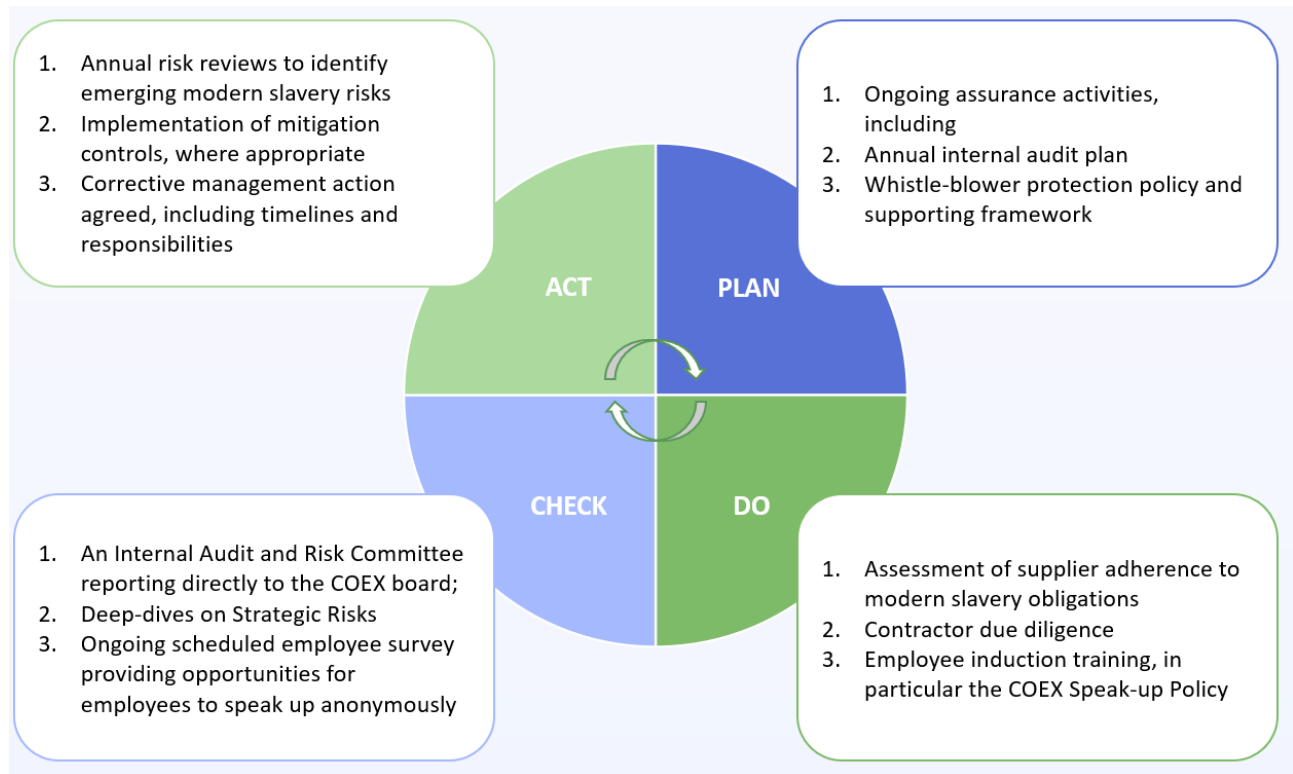 1. Annual risk reviews to identify
emerging modern slavery risks
2. Implementation of mitigation
controls, where appropriate
3. Corrective management action
agreed, including timelines and
responsibilities
1. Ongoing assurance activities,
including
2. Annual internal audit plan
3. Whistle-blower protection policy and
supporting framework
ACT
PLAN
CHECK
DO
1. An Internal Audit and Risk Committee
reporting directly to the COEX board;
2. Deep-dives on Strategic Risks
3. Ongoing scheduled employee survey
providing opportunities for
employees to speak up anonymously
1. Assessment of supplier adherence to
modern slavery obligations
2. Contractor due diligence
3. Employee induction training, in
particular the COEX Speak-up Policy